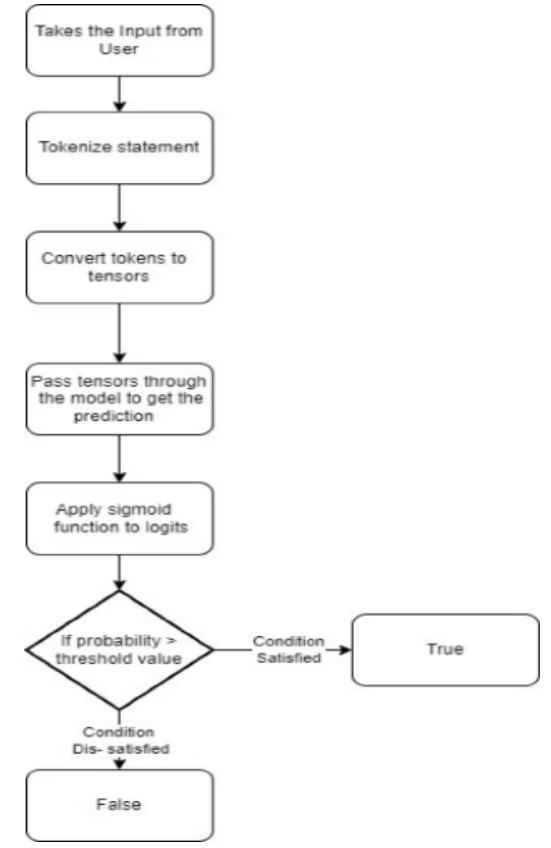 Takes the Input from
User
Tokenize statement
Convert tokens to
tensors
Pass tensors through
the model to get the
prediction
Apply sigmoid
function to logits
If probability >
threshold value
Condition
Satisfied
True
Condition
Dis- satisfied
False